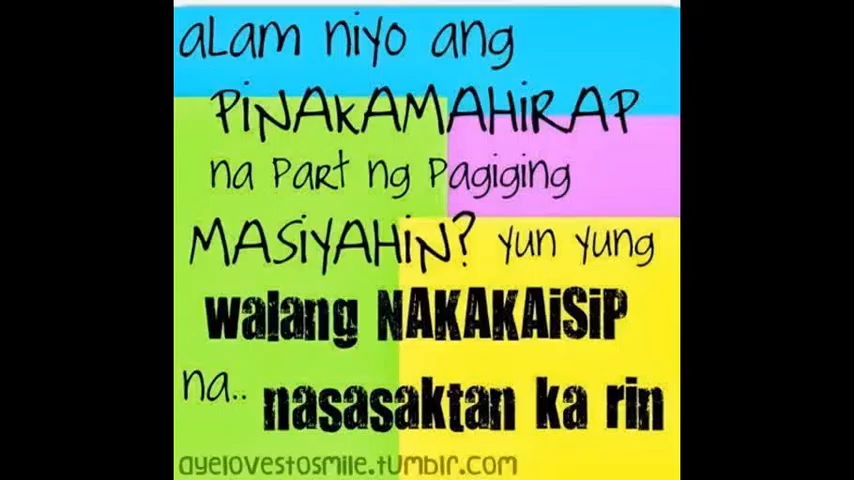 aLam niyo ang
PiNAKAMAHiRAP
na Part ng Pagiging
MASiYAHiN? yun yung
walang NAKAKAiSiP
na.. nasasaktan ka rin
ayelovestosmile.tumblr.com